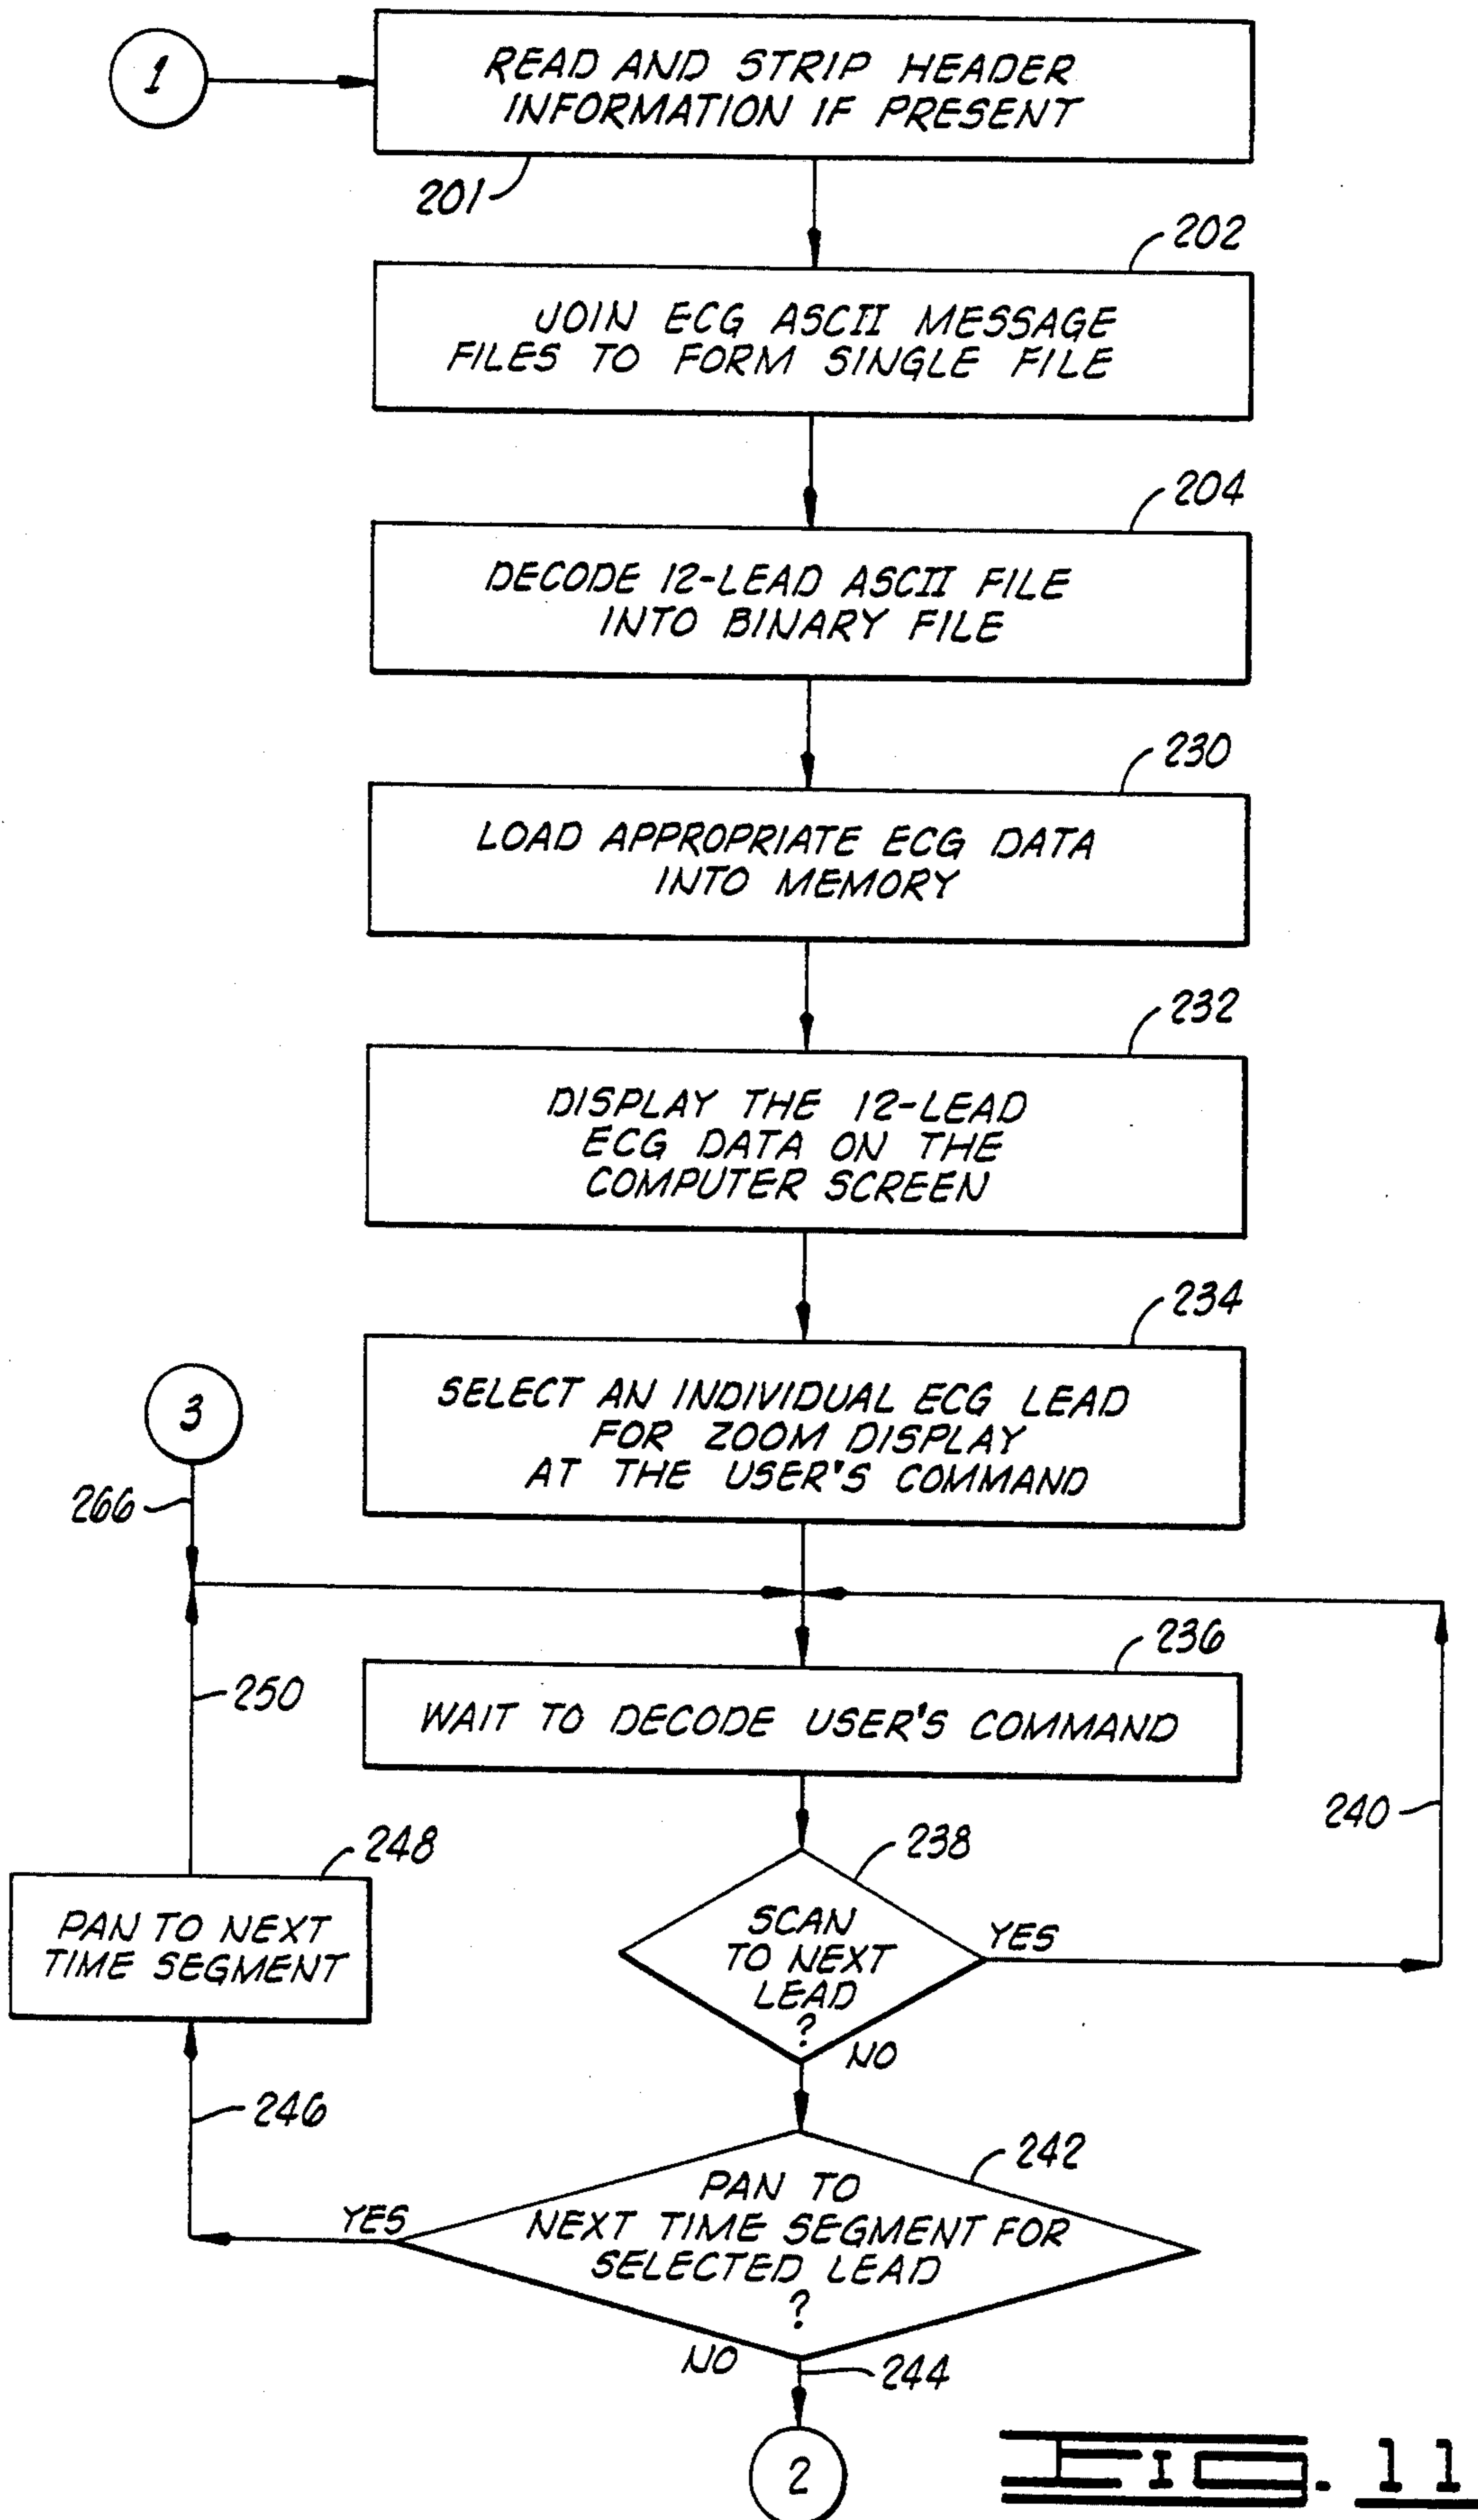 1
READ AND STRIP HEADER
INFORMATION IF PRESENT
201
202
JOIN ECG ASCII MESSAGE
FILES TO FORM SINGLE FILE
204
DECODE 12-LEAD ASCII FILE
INTO BINARY FILE
230
LOAD APPROPRIATE ECG DATA
INTO MEMORY
232
DISPLAY THE 12-LEAD
ECG DATA ON THE
COMPUTER SCREEN
234
SELECT AN INDIVIDUAL ECG LEAD
FOR ZOOM DISPLAY
AT THE USER'S COMMAND
3
266
236
WAIT TO DECODE USER'S COMMAND
250
240
238
SCAN
TO NEXT
LEAD
?
YES
NO
248
PAN TO NEXT
TIME SEGMENT
246
242
PAN TO
NEXT TIME SEGMENT FOR
SELECTED LEAD
?
YES
NO
244
2
FIG. 11